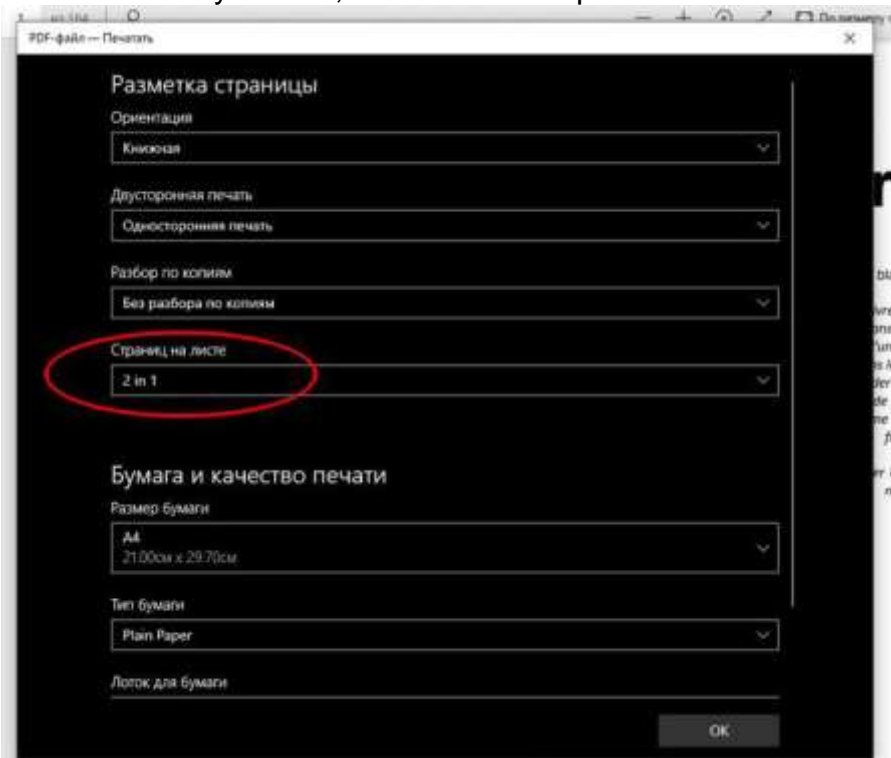 PDF-файл — Печатать
По размеру
Разметка страницы
Ориентация
Книжная
Двусторонняя печать
Односторонняя печать
Разбор по копиям
Без разбора по копиям
Страниц на листе
2 in 1
Бумага и качество печати
Размер бумаги
A4
21.00см x 29.70см
Тип бумаги
Plain Paper
Лоток для бумаги
OK